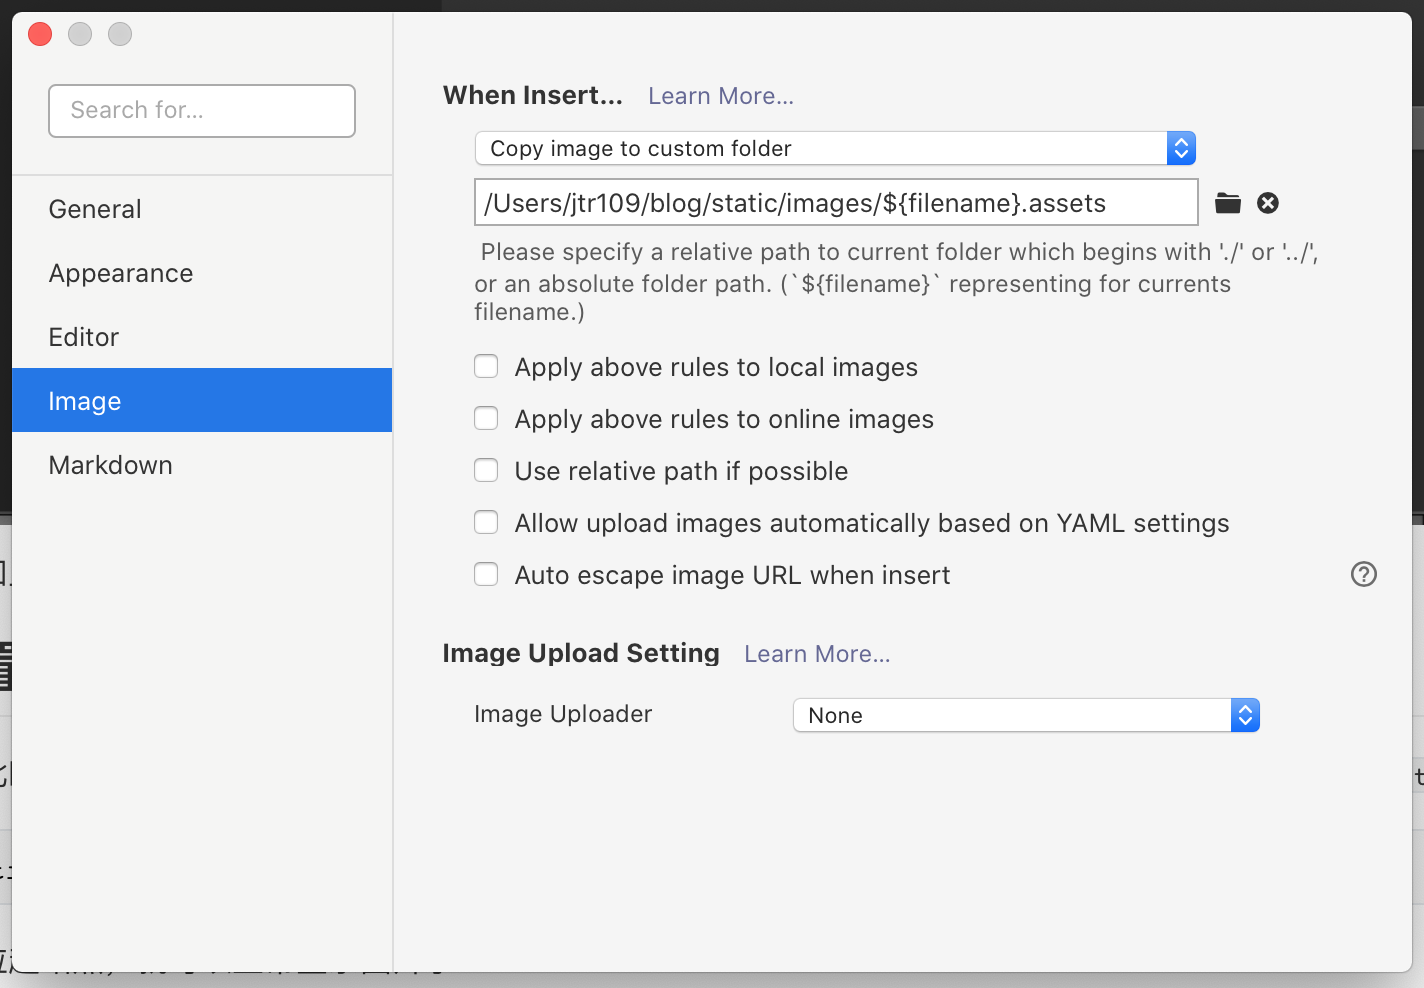 Search for...
General
Appearance
Editor
Image
Markdown
When Insert... Learn More...
Copy image to custom folder
/Users/jtr109/blog/static/images/${filename}.assets
Please specify a relative path to current folder which begins with './' or '../',
or an absolute folder path. (`${filename}` representing for currents
filename.)
Apply above rules to local images
Apply above rules to online images
Use relative path if possible
Allow upload images automatically based on YAML settings
Auto escape image URL when insert
Image Upload Setting Learn More...
Image Uploader None